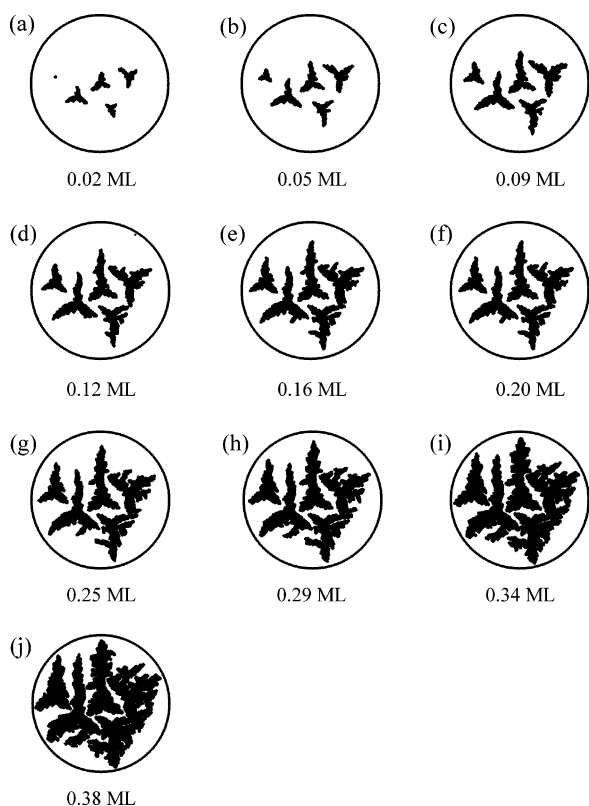 (a) (b) (c)
0.02 ML 0.05 ML 0.09 ML
(d) (e) (f)
0.12 ML 0.16 ML 0.20 ML
(g) (h) (i)
0.25 ML 0.29 ML 0.34 ML
(j)
0.38 ML